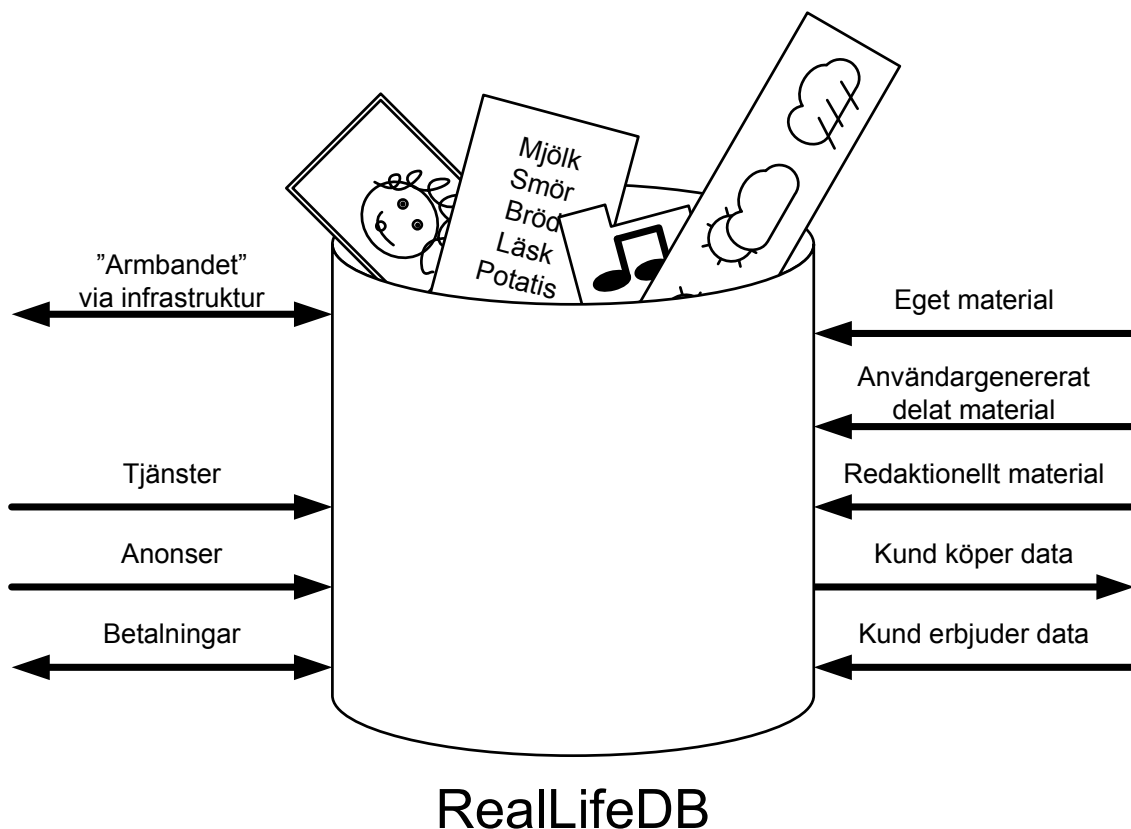 Mjölk
Smör
Bröd
Läsk
Potatis
”Armbandet”
via infrastruktur
Tjänster
Anonser
Betalningar
Eget material
Användargenererat
delat material
Redaktionellt material
Kund köper data
Kund erbjuder data
RealLifeDB